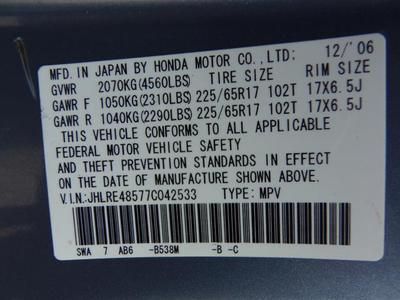 MFD. IN JAPAN BY HONDA MOTOR CO.,LTD: 12/'06
GVWR 2070KG(4560LBS) TIRE SIZE RIM SIZE
GAWR F 1050KG(2310LBS) 225/65R17 102T 17X6.5J
GAWR R 1040KG(2290LBS) 225/65R17 102T 17X6.5J
THIS VEHICLE CONFORMS TO ALL APPLICABLE
FEDERAL MOTOR VEHICLE SAFETY
AND THEFT PREVENTION STANDARDS IN EFFECT
ON THE DATE OF MANUFACTURE SHOWN ABOVE.
V.I.N:JHLRE48577C042533 TYPE: MPV
SWA 7 AB6 -B538M -B -C